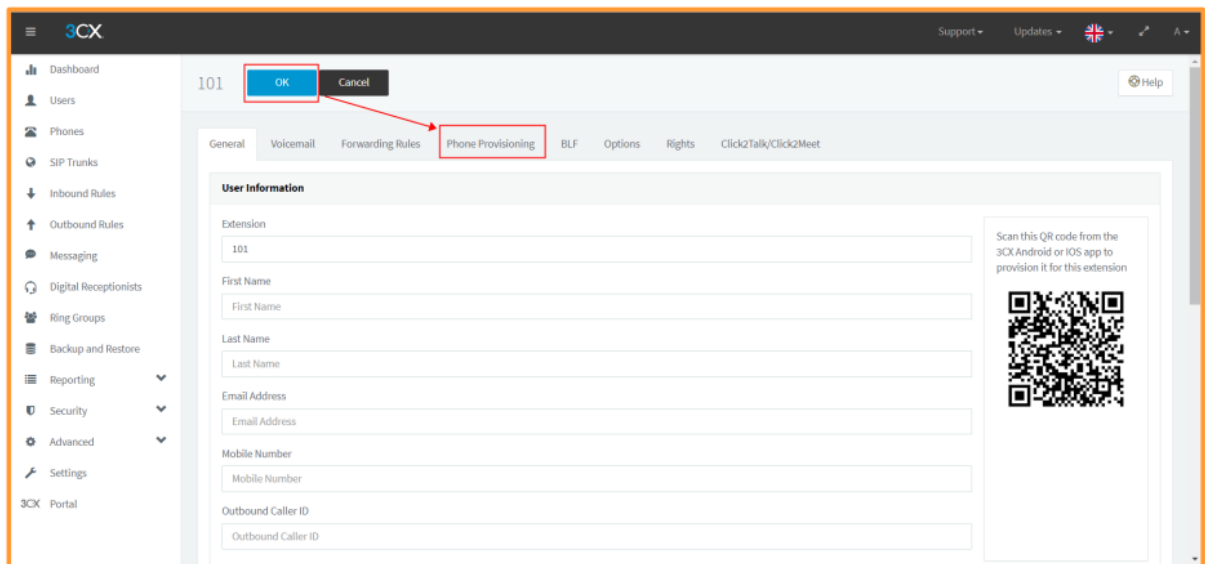 3CX
Support
Updates
A
Dashboard
Users
Phones
SIP Trunks
Inbound Rules
Outbound Rules
Messaging
Digital Receptionists
Ring Groups
Backup and Restore
Reporting
Security
Advanced
Settings
3CX Portal
101
OK
Cancel
Help
General
Voicemail
Forwarding Rules
Phone Provisioning
BLF
Options
Rights
Click2Talk/Click2Meet
User Information
Extension
101
First Name
First Name
Last Name
Last Name
Email Address
Email Address
Mobile Number
Mobile Number
Outbound Caller ID
Outbound Caller ID
Scan this QR code from the
3CX Android or IOS app to
provision it for this extension